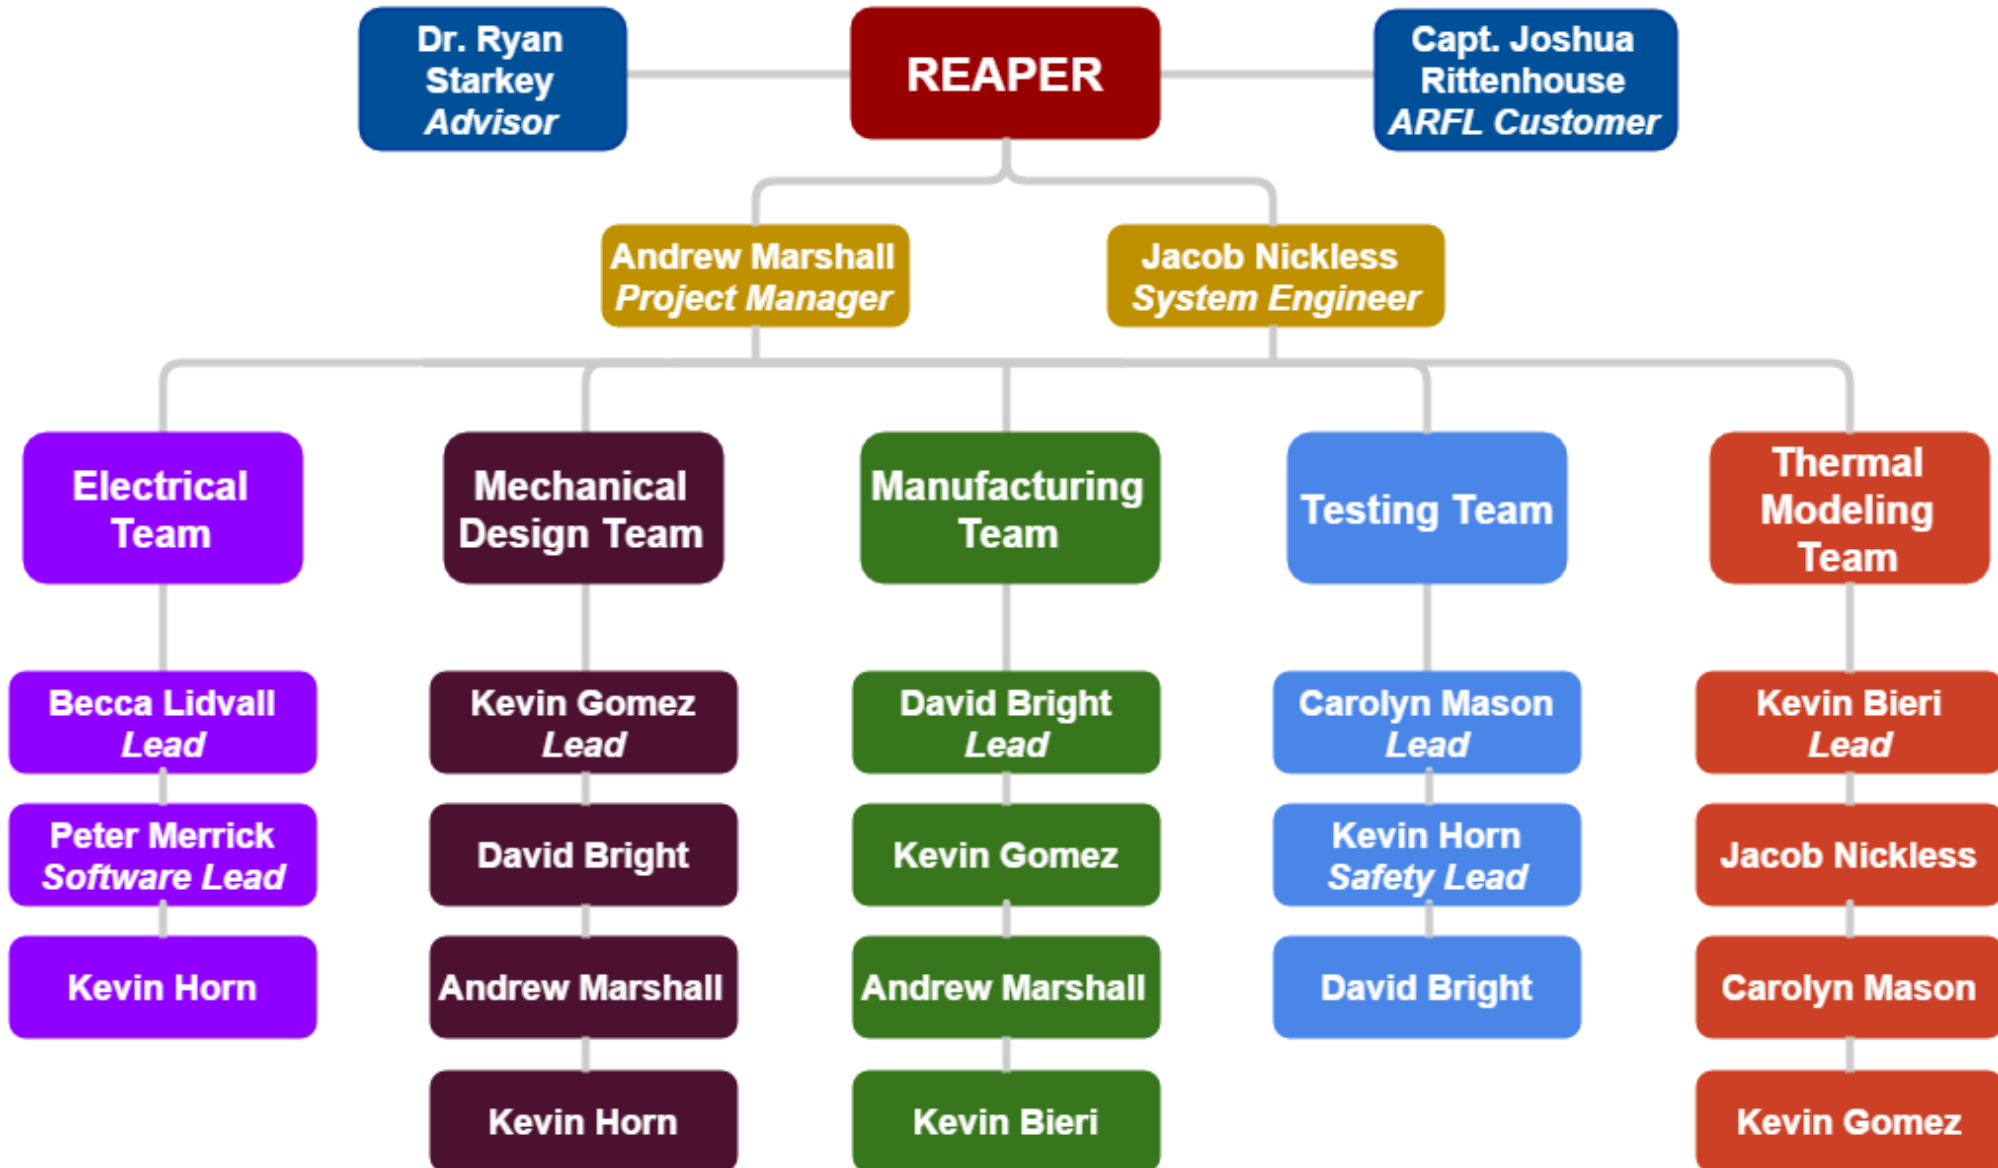 Dr. Ryan
Starkey
Advisor
REAPER
Capt. Joshua
Rittenhouse
ARFL Customer
Andrew Marshall
Project Manager
Jacob Nickless
System Engineer
Electrical
Team
Mechanical
Design Team
Manufacturing
Team
Testing Team
Thermal
Modeling
Team
Becca Lidvall
Lead
Kevin Gomez
Lead
David Bright
Lead
Carolyn Mason
Lead
Kevin Bieri
Lead
Peter Merrick
Software Lead
David Bright
Kevin Gomez
Kevin Horn
Safety Lead
Jacob Nickless
Kevin Horn
Andrew Marshall
Andrew Marshall
David Bright
Carolyn Mason
Kevin Horn
Kevin Bieri
Kevin Gomez